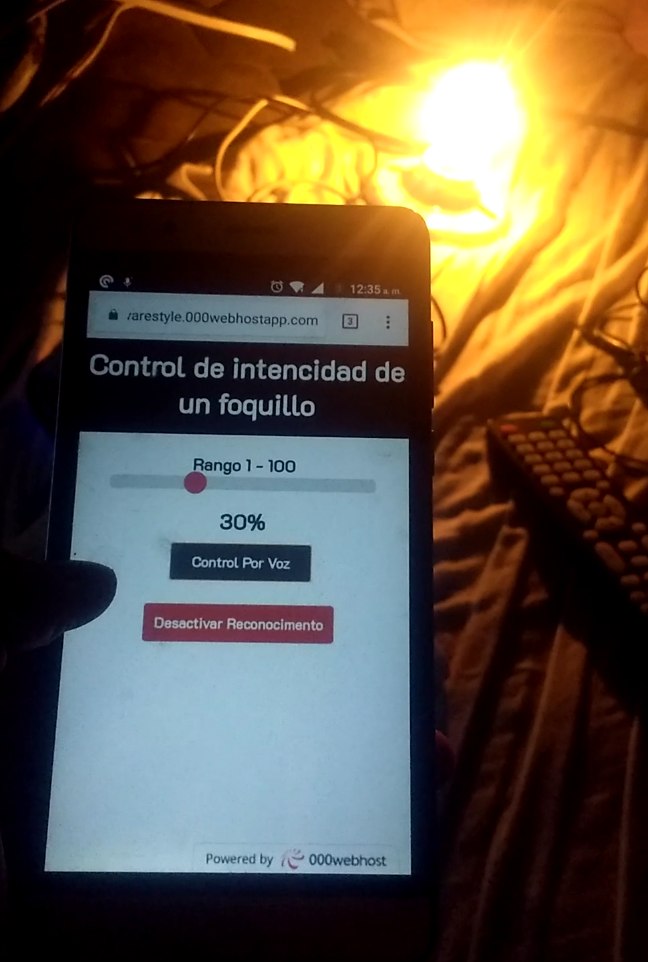 12:35 a.m.
/arestyle.000webhostapp.com
3
Control de intencidad de
un foquillo
Rango 1 - 100
30%
Control Por Voz
Desactivar Reconocimento
Powered by 000webhost